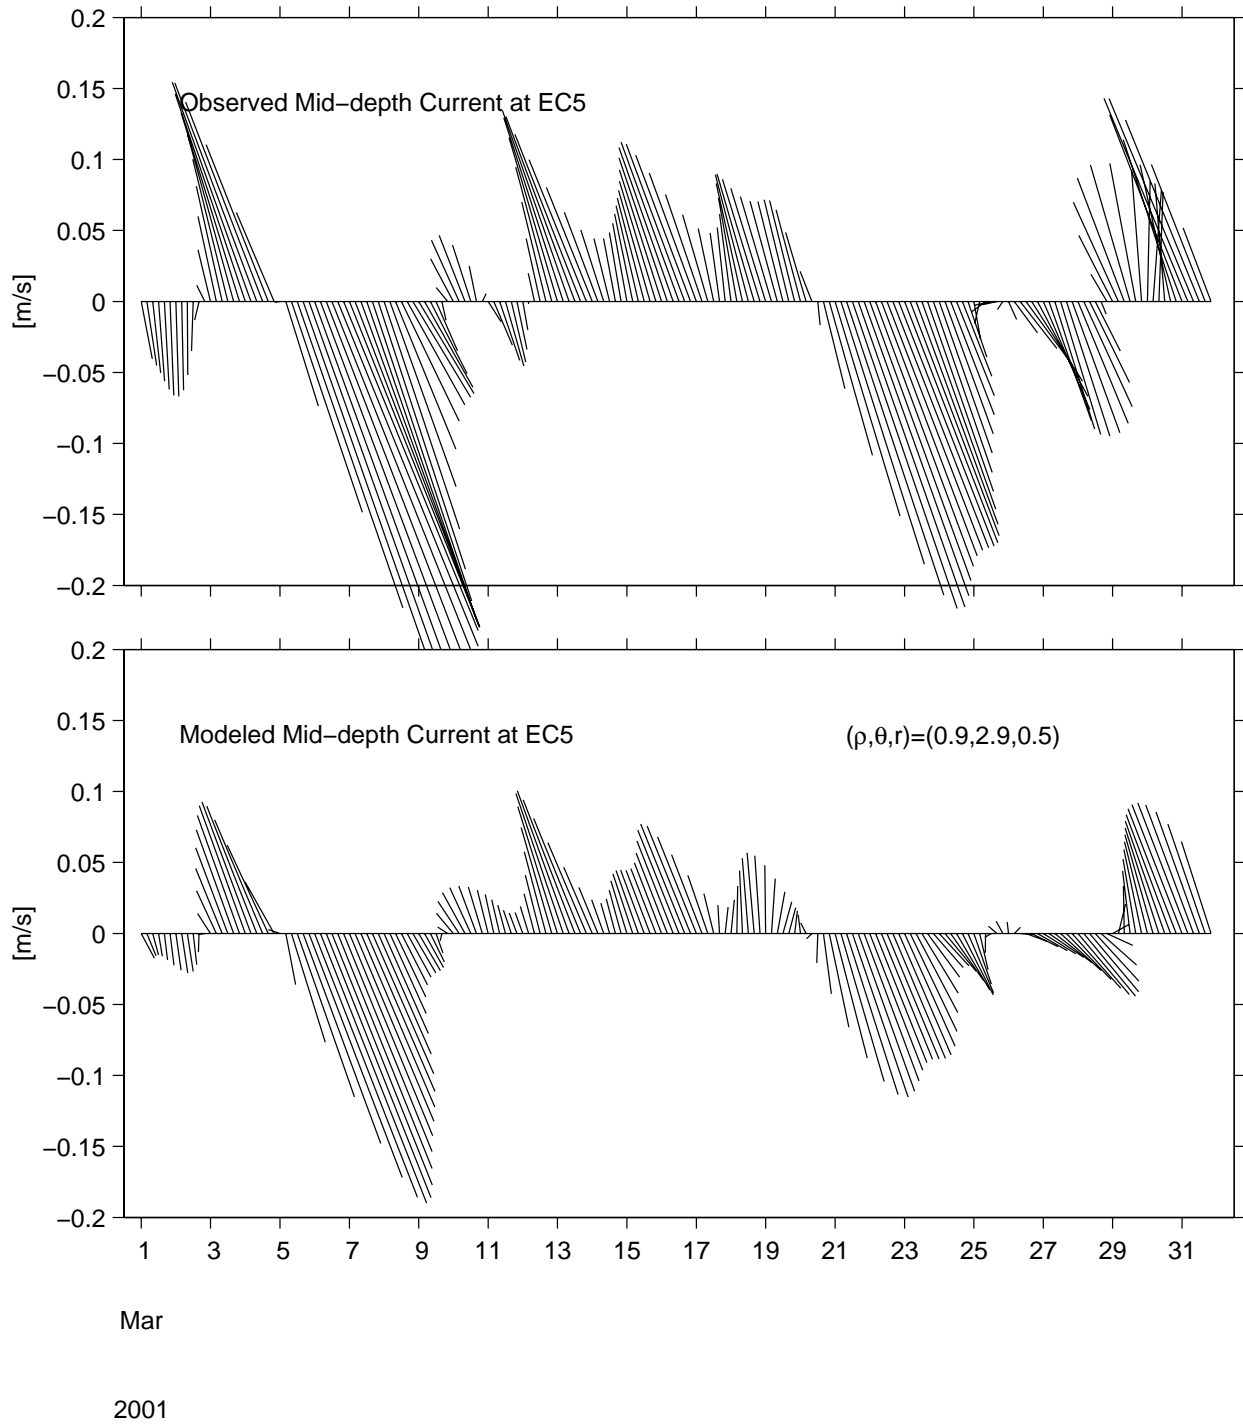 0.2
0.15
Observed Mid−depth Current at EC5
0.1
0.05
0
[m/s]
−0.05
−0.1
−0.15
−0.2
0.2
0.15
Modeled Mid−depth Current at EC5
(ρ,θ,r)=(0.9,2.9,0.5)
0.1
0.05
0
[m/s]
−0.05
−0.1
−0.15
−0.2
1 3 5 7 9 11 13 15 17 19 21 23 25 27 29 31
Mar
2001